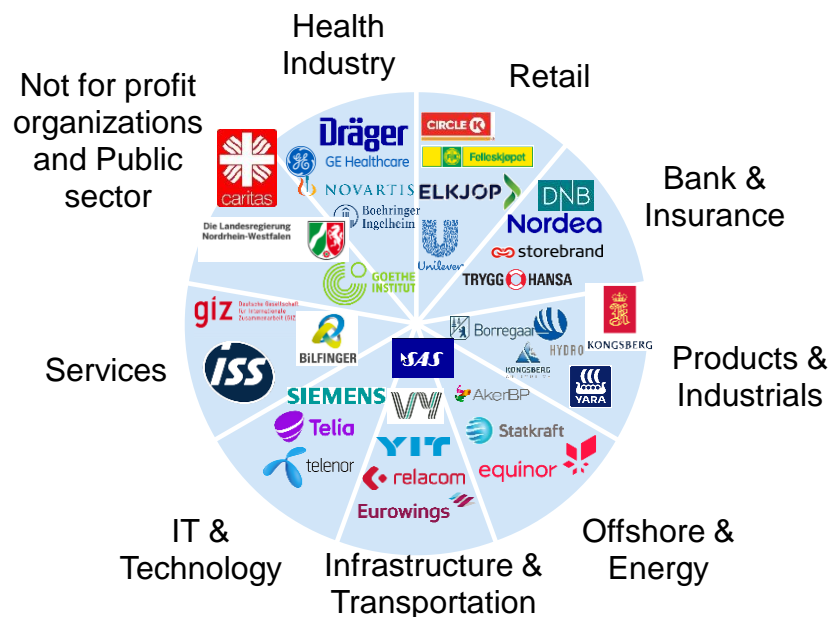 Health
Industry
Retail
Not for profit
organizations
and Public
sector
Bank &
Insurance
Products &
Industrials
Offshore &
Energy
Infrastructure &
Transportation
IT &
Technology
Services
Dräger
GE Healthcare
NOVARTIS
Boehringer
Ingelheim
CIRCLE K
Felleskjøpet
ELKJOP
Unilever
DNB
Nordea
storebrand
TRYGG HANSA
Borregaar
HYDRO
KONGSBERG
KONGSBERG
YARA
AkerBP
Statkraft
equinor
SAS
VY
YIT
relacom
Eurowings
SIEMENS
Telia
telenor
giz Deutsche Gesellschaft
für Internationale
Zusammenarbeit (GIZ)
BILFINGER
iss
caritas
Die Landesregierung
Nordrhein-Westfalen
GOETHE
INSTITUT